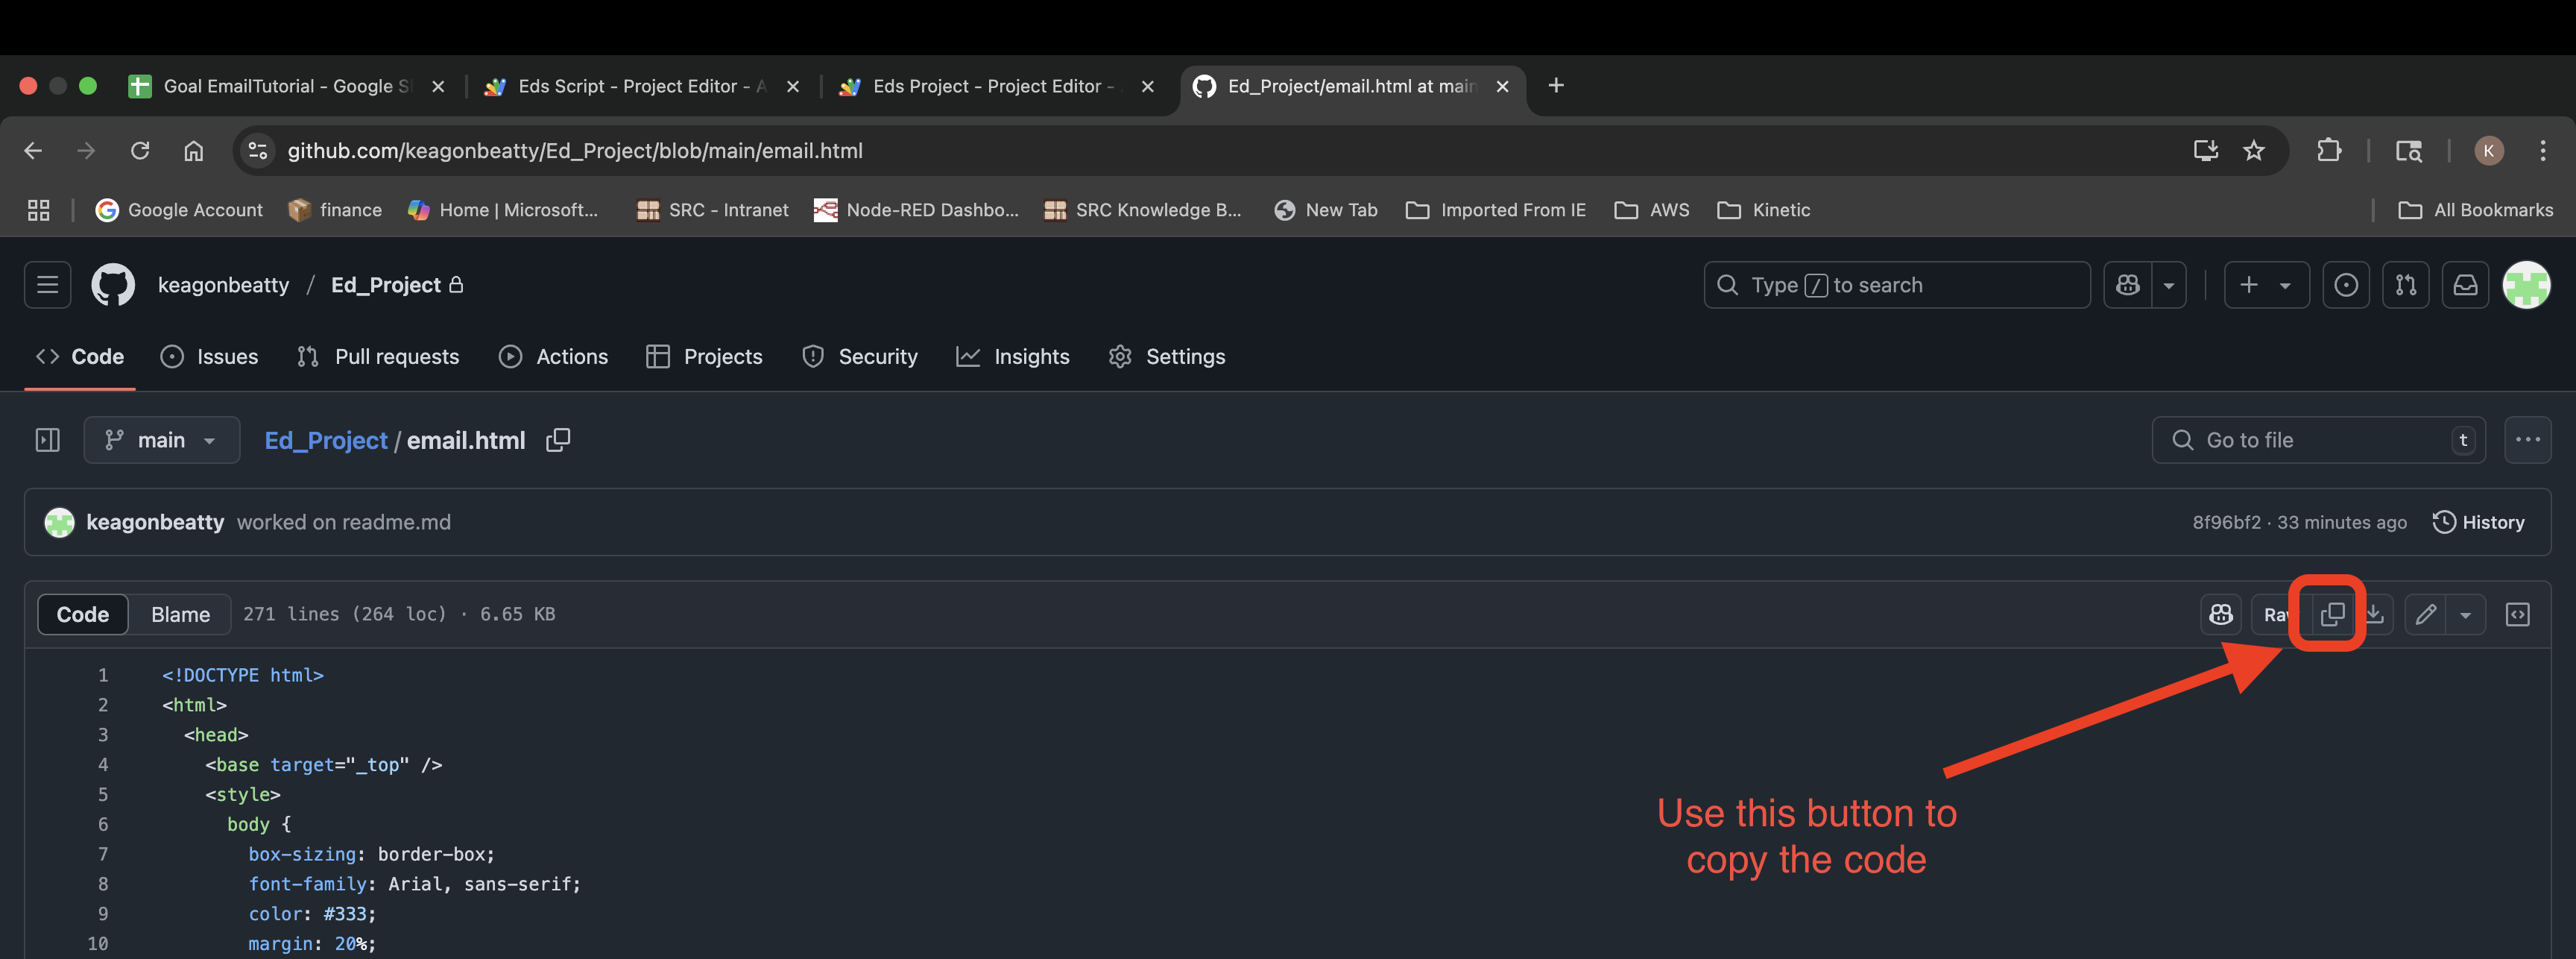 Goal EmailTutorial - Google S
Eds Script - Project Editor - A
Eds Project - Project Editor -
Ed_Project/email.html at main
github.com/keagonbeatty/Ed_Project/blob/main/email.html
K
Google Account
finance
Home | Microsoft...
SRC - Intranet
Node-RED Dashbo...
SRC Knowledge B...
New Tab
Imported From IE
AWS
Kinetic
All Bookmarks
keagonbeatty / Ed_Project
Type / to search
Code
Issues
Pull requests
Actions
Projects
Security
Insights
Settings
main
Ed_Project / email.html
Go to file
t
keagonbeatty worked on readme.md
8f96bf2 · 33 minutes ago
History
Code
Blame
271 lines (264 loc) · 6.65 KB
Raw
1 <!DOCTYPE html>
2 <html>
3 <head>
4 <base target="_top" />
5 <style>
6 body {
7 box-sizing: border-box;
8 font-family: Arial, sans-serif;
9 color: #333;
10 margin: 20%;
Use this button to
copy the code